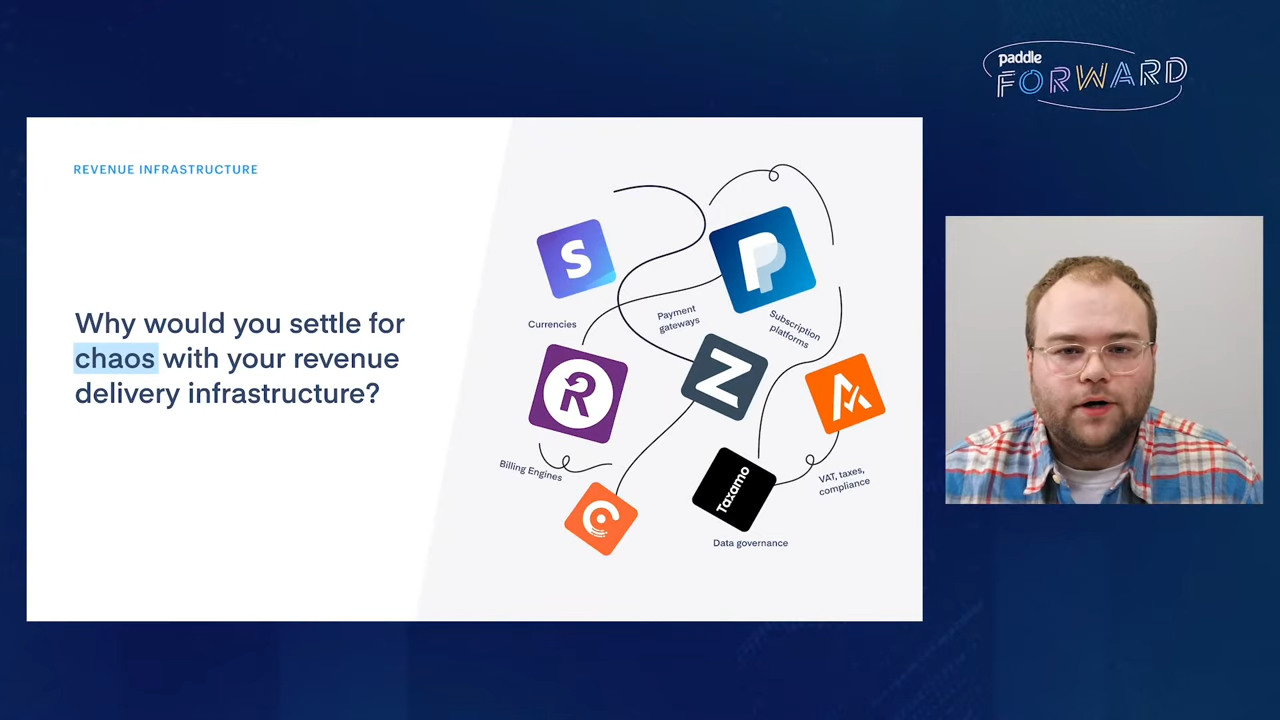 paddle
FORWARD
REVENUE INFRASTRUCTURE
Why would you settle for
chaos with your revenue
delivery infrastructure?
S
P
Currencies
Payment
gateways
Subscription
platforms
R
Z
A
Billing Engines
Taxamo
VAT, taxes,
compliance
C
Data governance